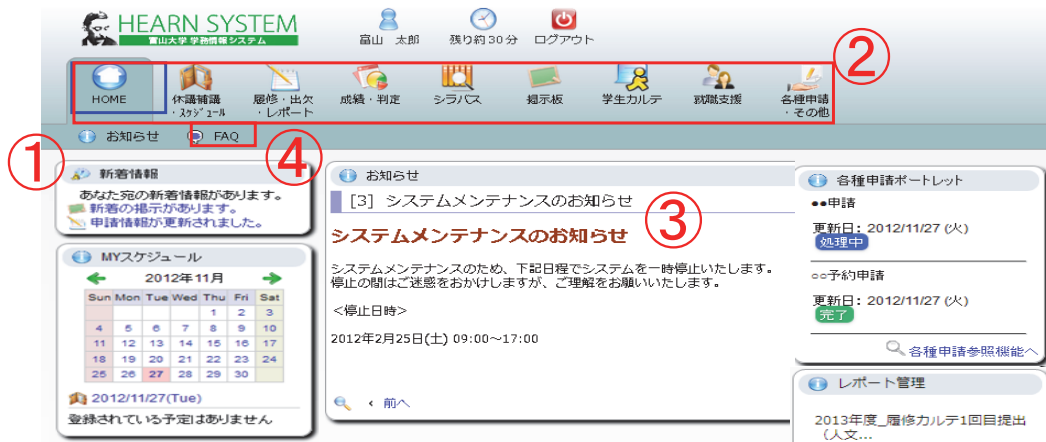 HEARN SYSTEM
富山大学 学務情報システム
富山 太郎
残り約30分
ログアウト
②
HOME
休講補講
・スケジュール
履修・出欠
・レポート
成績・判定
シラバス
掲示板
学生カルテ
就職支援
各種申請
・その他
お知らせ
FAQ
①
④
新着情報
あなた宛の新着情報があります。
新着の掲示があります。
申請情報が更新されました。
MYスケジュール
2012年11月
Sun Mon Tue Wed Thu Fri Sat
1 2 3
4 5 6 7 8 9 10
11 12 13 14 15 16 17
18 19 20 21 22 23 24
25 26 27 28 29 30
2012/11/27(Tue)
登録されている予定はありません
お知らせ
[3] システムメンテナンスのお知らせ
③
システムメンテナンスのお知らせ
システムメンテナンスのため、下記日程でシステムを一時停止いたします。
停止の間はご迷惑をおかけしますが、ご理解をお願いいたします。
<停止日時>
2012年2月25日(土) 09:00～17:00
‹ 前へ
各種申請ポートレット
●●申請
更新日: 2012/11/27 (火)
処理中
○○予約申請
更新日: 2012/11/27 (火)
完了
各種申請参照機能へ
レポート管理
2013年度_履修カルテ1回目提出
（人文...